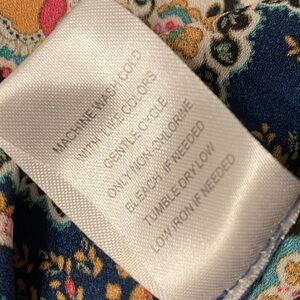 MACHINE WASH COLD
WITH LIKE COLORS
GENTLE CYCLE
ONLY NON-CHLORINE
BLEACH IF NEEDED
TUMBLE DRY LOW
LOW IRON IF NEEDED